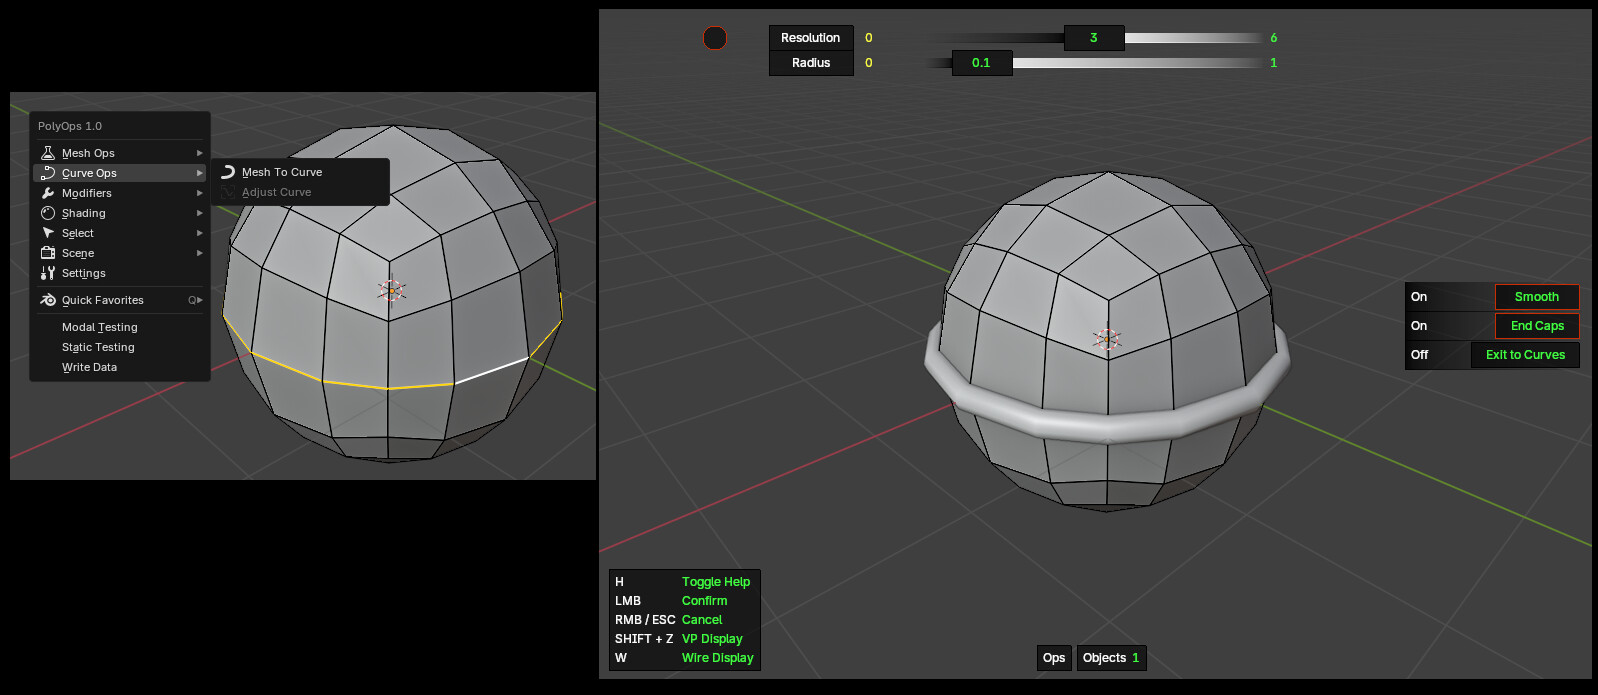 PolyOps 1.0
Mesh Ops
Curve Ops
Modifiers
Shading
Select
Scene
Settings
Quick Favorites Q
Modal Testing
Static Testing
Write Data
Mesh To Curve
Adjust Curve
Resolution 0 3 6
Radius 0 0.1 1
On Smooth
On End Caps
Off Exit to Curves
H Toggle Help
LMB Confirm
RMB / ESC Cancel
SHIFT + Z VP Display
W Wire Display
Ops Objects 1